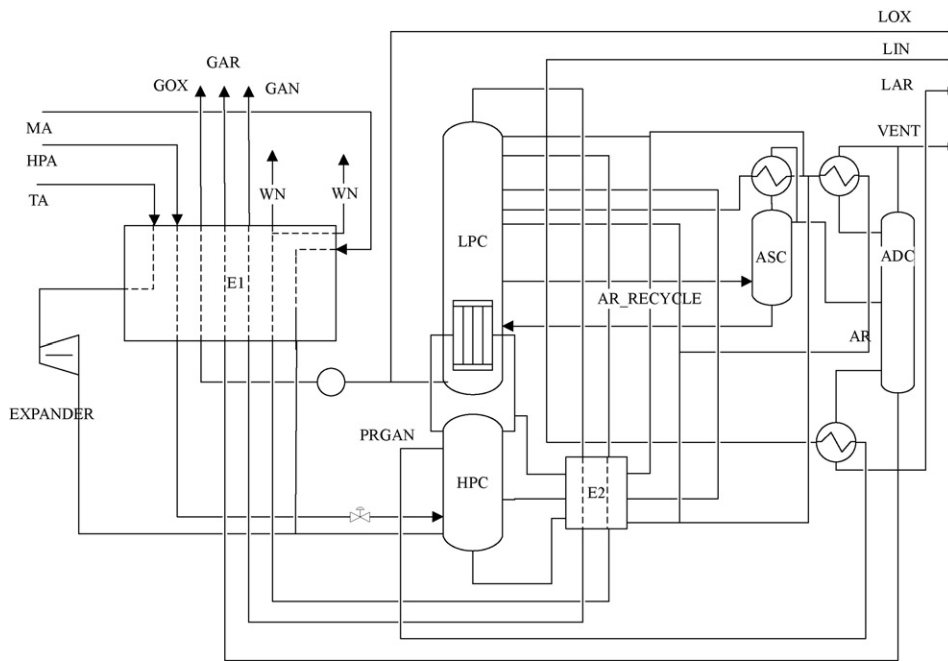 LOX
LIN
GAR
GOX
GAN
LAR
MA
VENT
HPA
TA
WN
WN
LPC
ASC
ADC
E1
AR_RECYCLE
AR
EXPANDER
PRGAN
HPC
E2